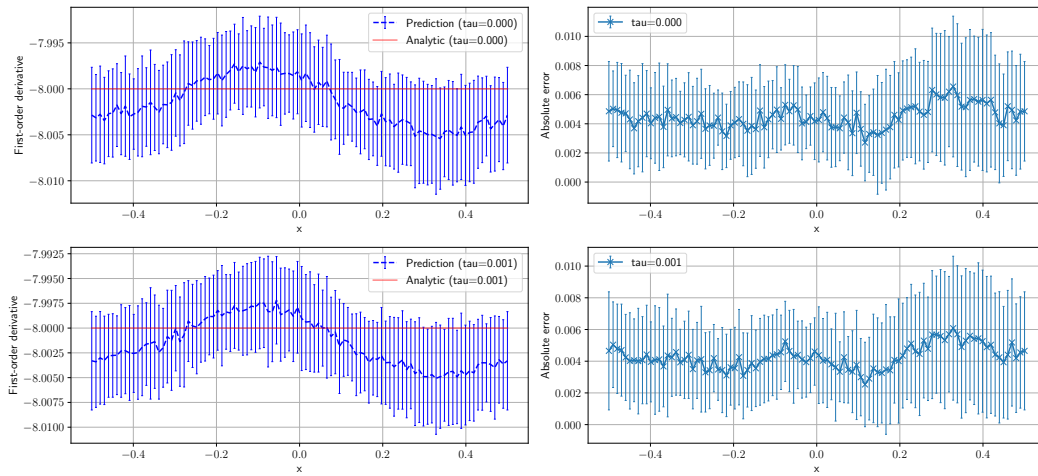 First-order derivative
−7.995
−8.000
−8.005
−8.010
Prediction (tau=0.000)
Analytic (tau=0.000)
−0.4 −0.2 0.0 0.2 0.4
x
Absolute error
0.010
0.008
0.006
0.004
0.002
0.000
tau=0.000
−0.4 −0.2 0.0 0.2 0.4
x
First-order derivative
−7.9925
−7.9950
−7.9975
−8.0000
−8.0025
−8.0050
−8.0075
−8.0100
Prediction (tau=0.001)
Analytic (tau=0.001)
−0.4 −0.2 0.0 0.2 0.4
x
Absolute error
0.010
0.008
0.006
0.004
0.002
0.000
tau=0.001
−0.4 −0.2 0.0 0.2 0.4
x